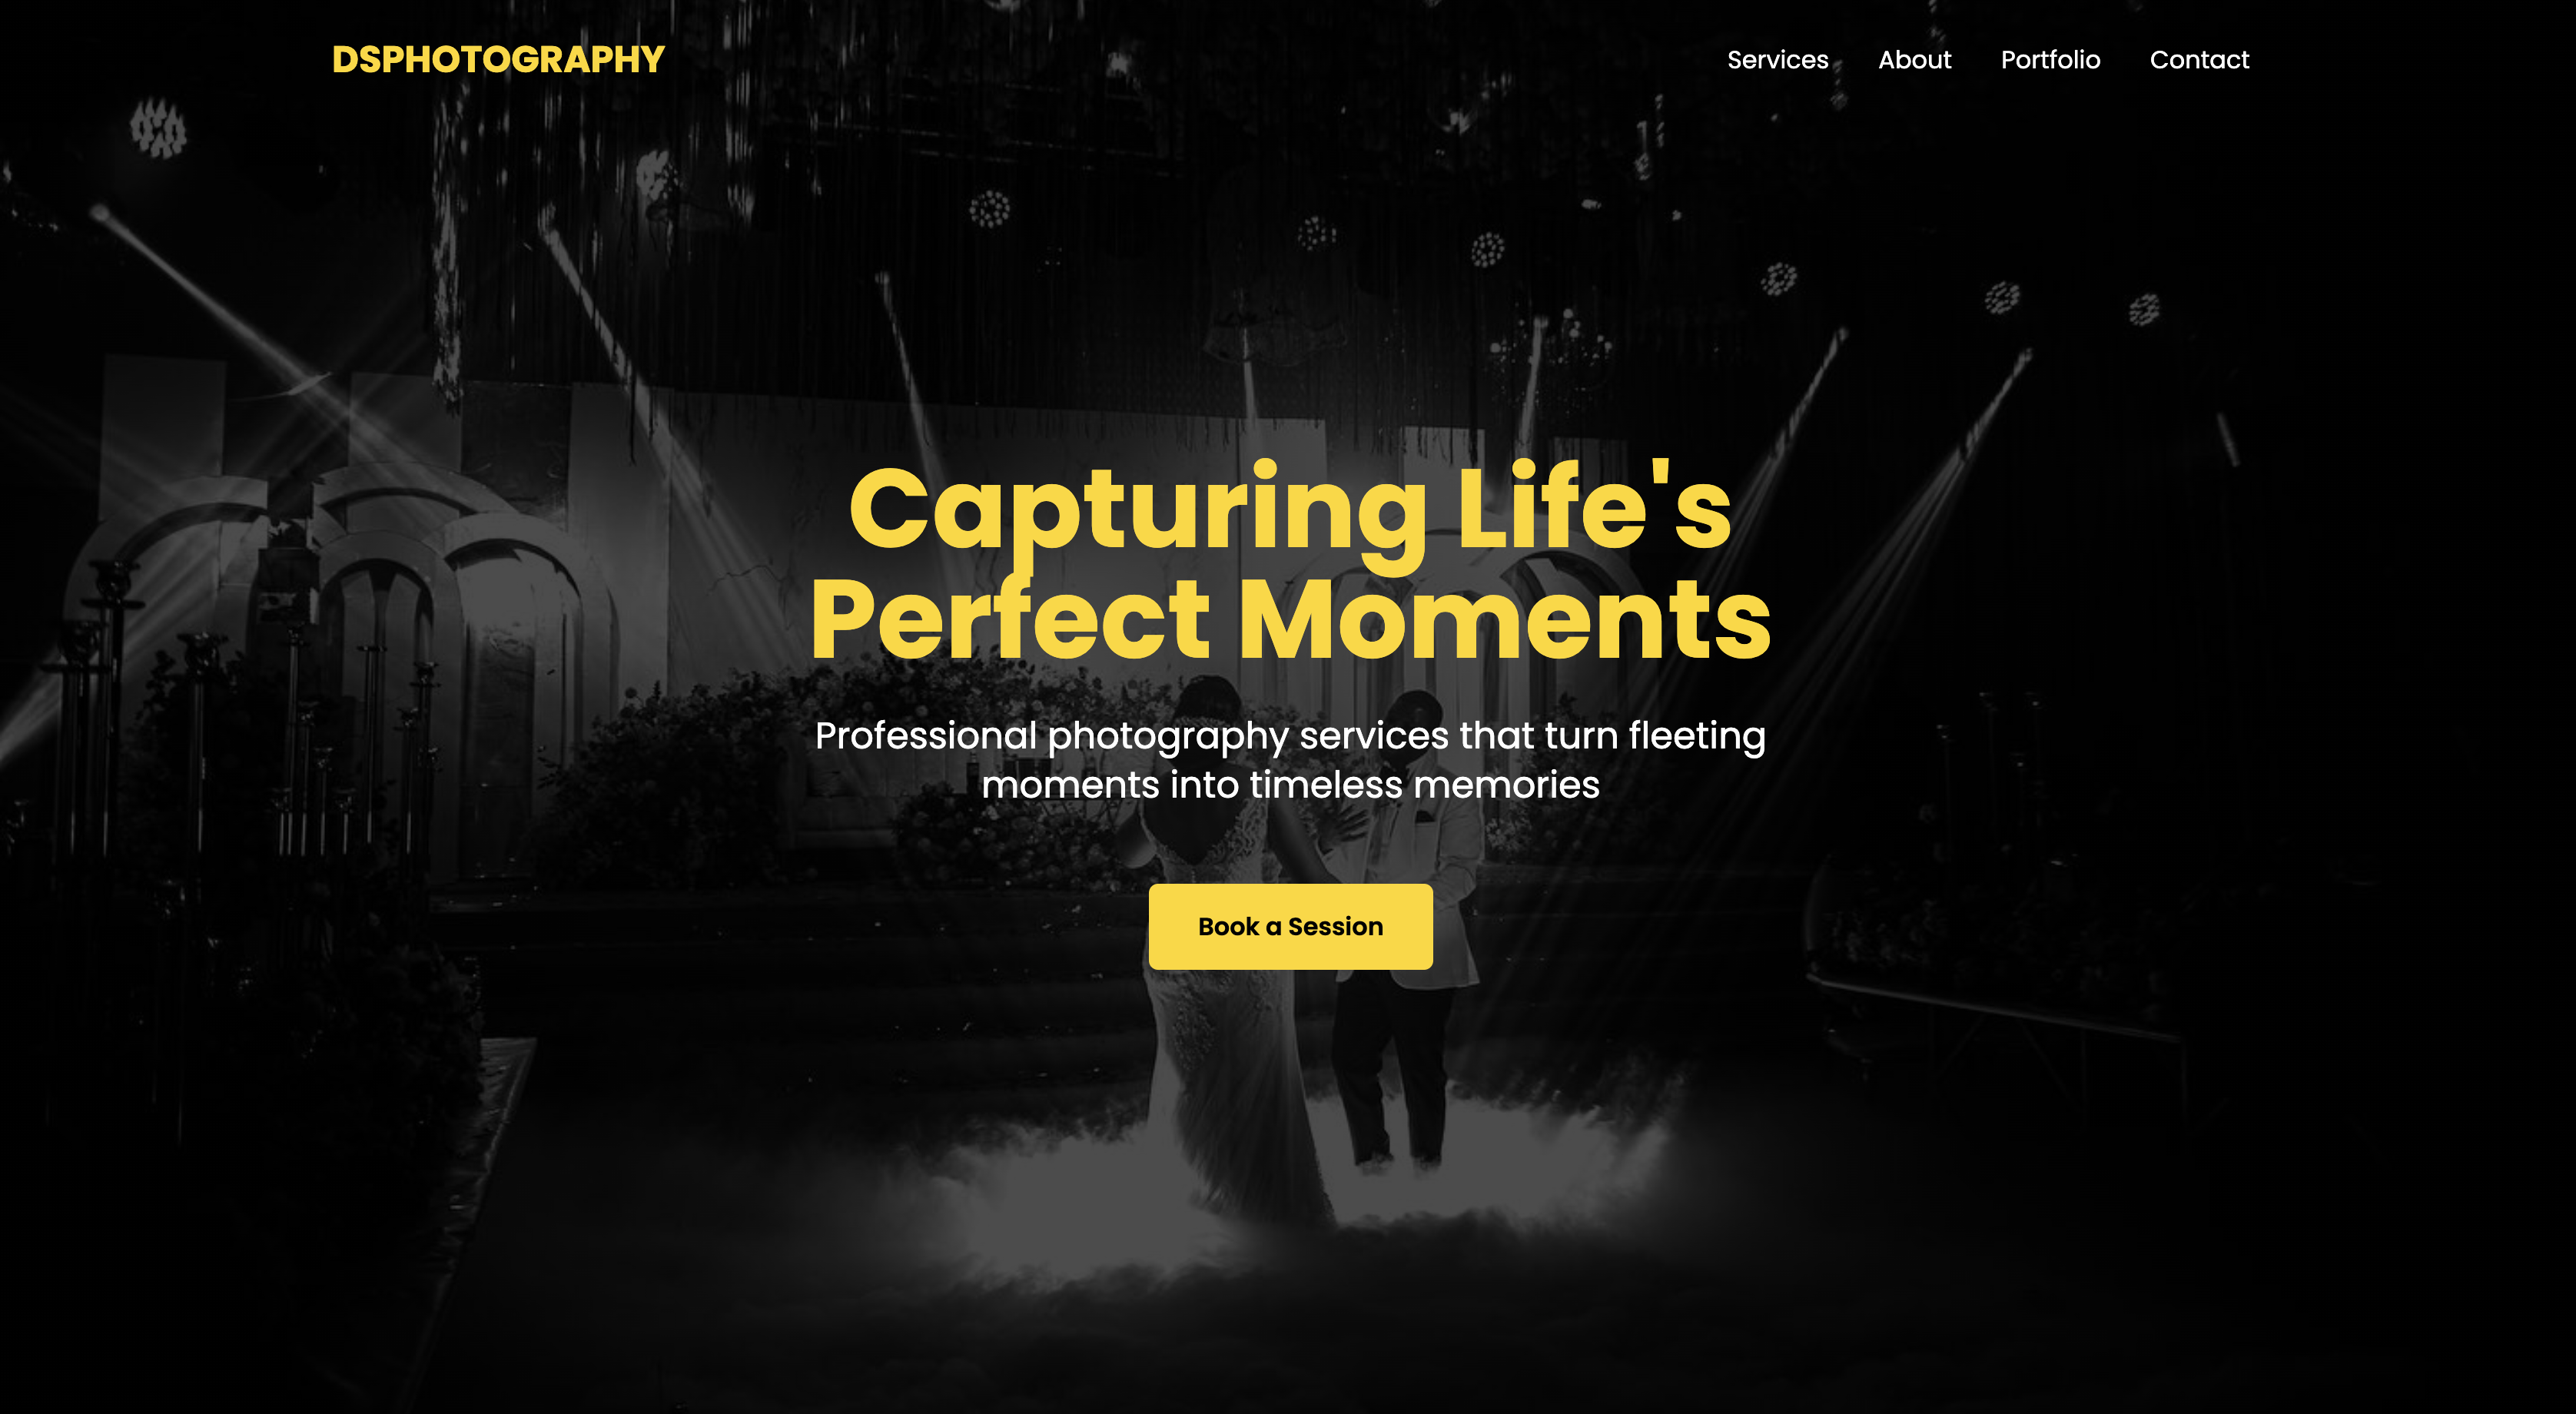 DSPHOTOGRAPHY
Services About Portfolio Contact
Capturing Life's
Perfect Moments
Professional photography services that turn fleeting
moments into timeless memories
Book a Session